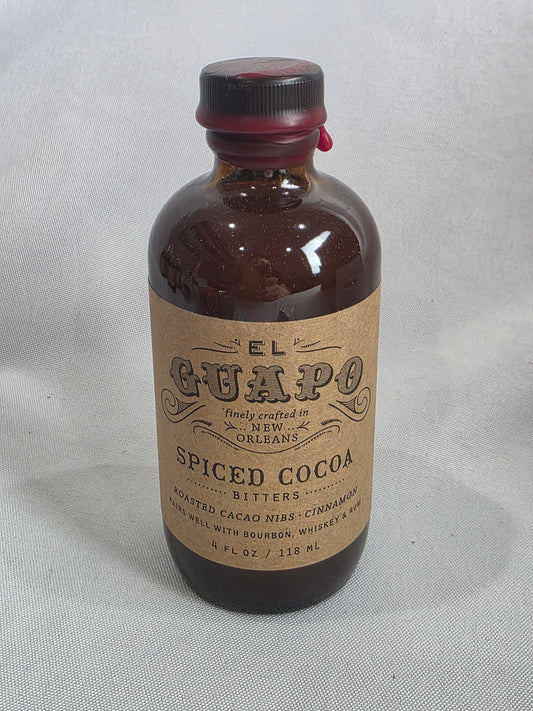 EL
GUAPO
finely crafted in
NEW
ORLEANS
SPICED COCOA
BITTERS
ROASTED CACAO NIBS · CINNAMON
PAIRS WELL WITH BOURBON, WHISKEY & RUM
4 FL OZ / 118 ML